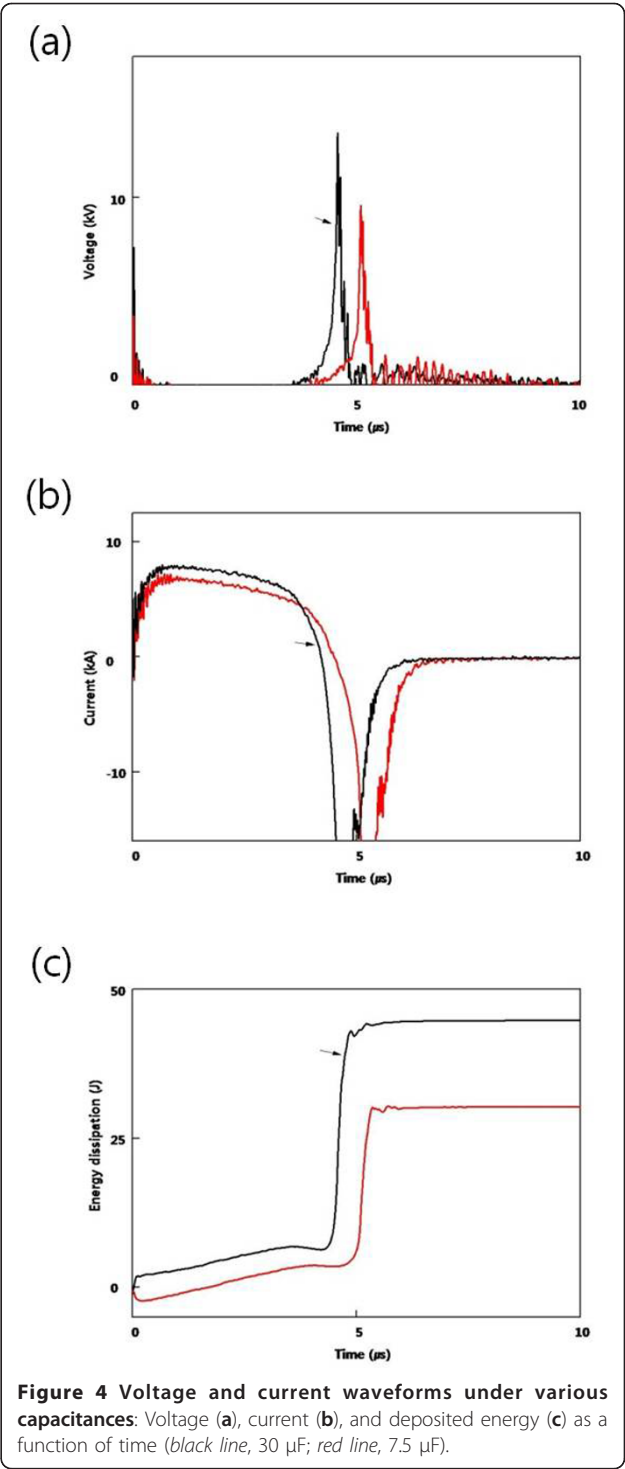 (a)
10
Voltage (kV)
0
0
5
10
Time (µs)
(b)
10
0
Current (kA)
-10
0
5
10
Time (µs)
(c)
50
25
Energy dissipation (J)
0
0
5
10
Time (µs)
Figure 4 Voltage and current waveforms under various
capacitances: Voltage (a), current (b), and deposited energy (c) as a
function of time (black line, 30 µF; red line, 7.5 µF).